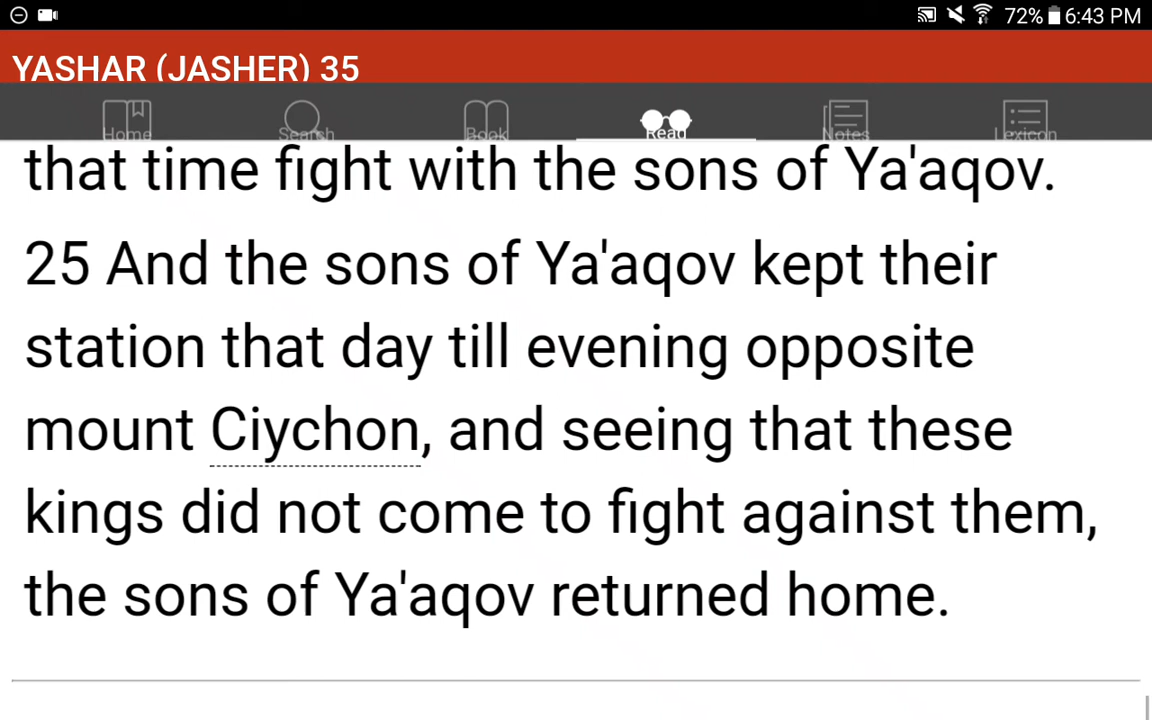 72% 6:43 PM
YASHAR (JASHER) 35
Home Search Book Read Notes Lexicon
that time fight with the sons of Ya'aqov.
25 And the sons of Ya'aqov kept their
station that day till evening opposite
mount Ciychon, and seeing that these
kings did not come to fight against them,
the sons of Ya'aqov returned home.